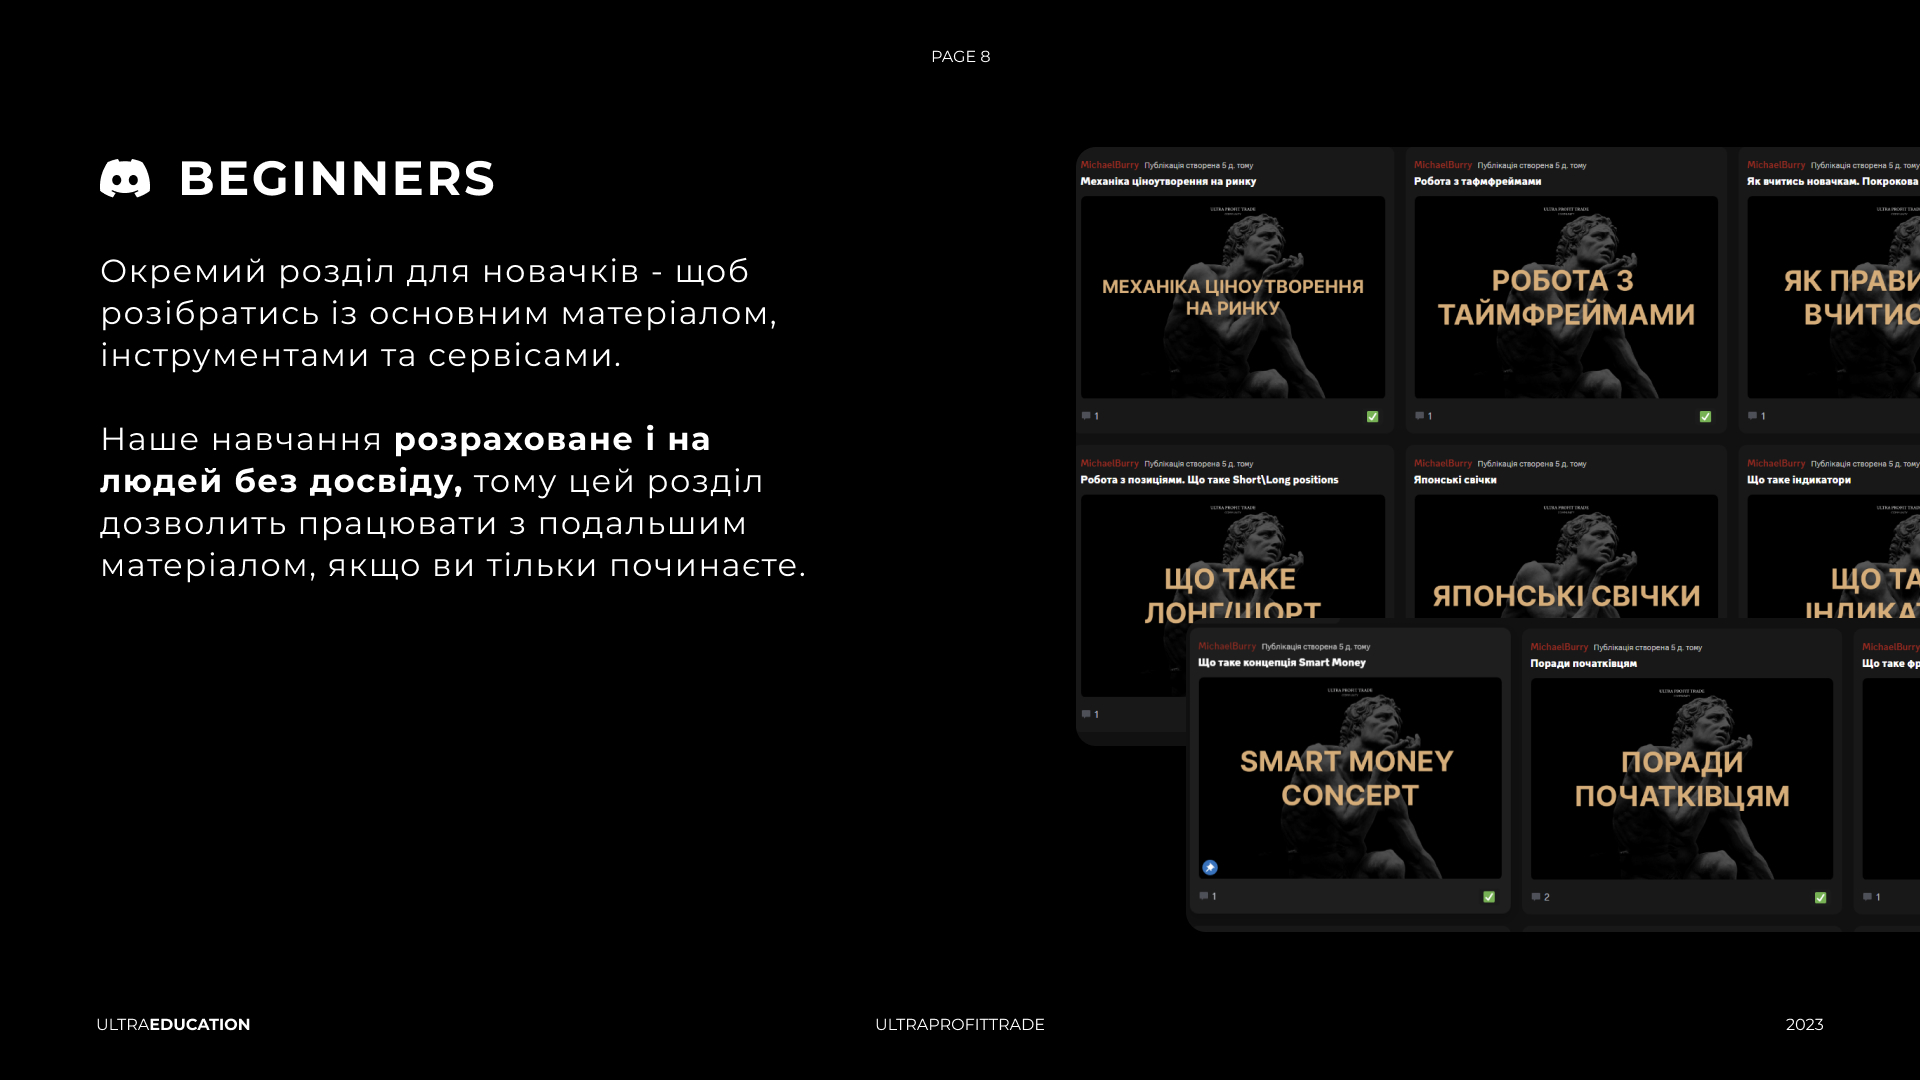 PAGE 8
BEGINNERS
Окремий розділ для новачків - щоб
розібратись із основним матеріалом,
інструментами та сервісами.
Наше навчання розраховане і на
людей без досвіду, тому цей розділ
дозволить працювати з подальшим
матеріалом, якщо ви тільки починаєте.
MichaelBurry Публікація створена 5 д. тому
Механіка ціноутворення на ринку
ULTRA PROFIT TRADE
COMMUNITY
МЕХАНІКА ЦІНОУТВОРЕННЯ
НА РИНКУ
1
MichaelBurry Публікація створена 5 д. тому
Робота з тафмфреймами
ULTRA PROFIT TRADE
COMMUNITY
РОБОТА З
ТАЙМФРЕЙМАМИ
1
MichaelBurry Публікація створена 5 д. тому
Як вчитись новачкам. Покрокова
ULTRA PROFIT
ЯК ПРАВИ
ВЧИТИС
1
MichaelBurry Публікація створена 5 д. тому
Робота з позиціями. Що таке Short\Long positions
ULTRA PROFIT TRADE
COMMUNITY
ЩО ТАКЕ
ЛОНГ/ШОРТ
1
MichaelBurry Публікація створена 5 д. тому
Японські свічки
ULTRA PROFIT TRADE
COMMUNITY
ЯПОНСЬКІ СВІЧКИ
MichaelBurry Публікація створена 5 д. тому
Що таке індикатори
ULTRA PROFIT
ЩО ТА
ІНДИКАТ
MichaelBurry Публікація створена 5 д. тому
Що таке концепція Smart Money
ULTRA PROFIT TRADE
COMMUNITY
SMART MONEY
CONCEPT
1
MichaelBurry Публікація створена 5 д. тому
Поради початківцям
ULTRA PROFIT TRADE
COMMUNITY
ПОРАДИ
ПОЧАТКІВЦЯМ
2
MichaelBurry
Що таке фр
1
ULTRAEDUCATION
ULTRAPROFITTRADE
2023